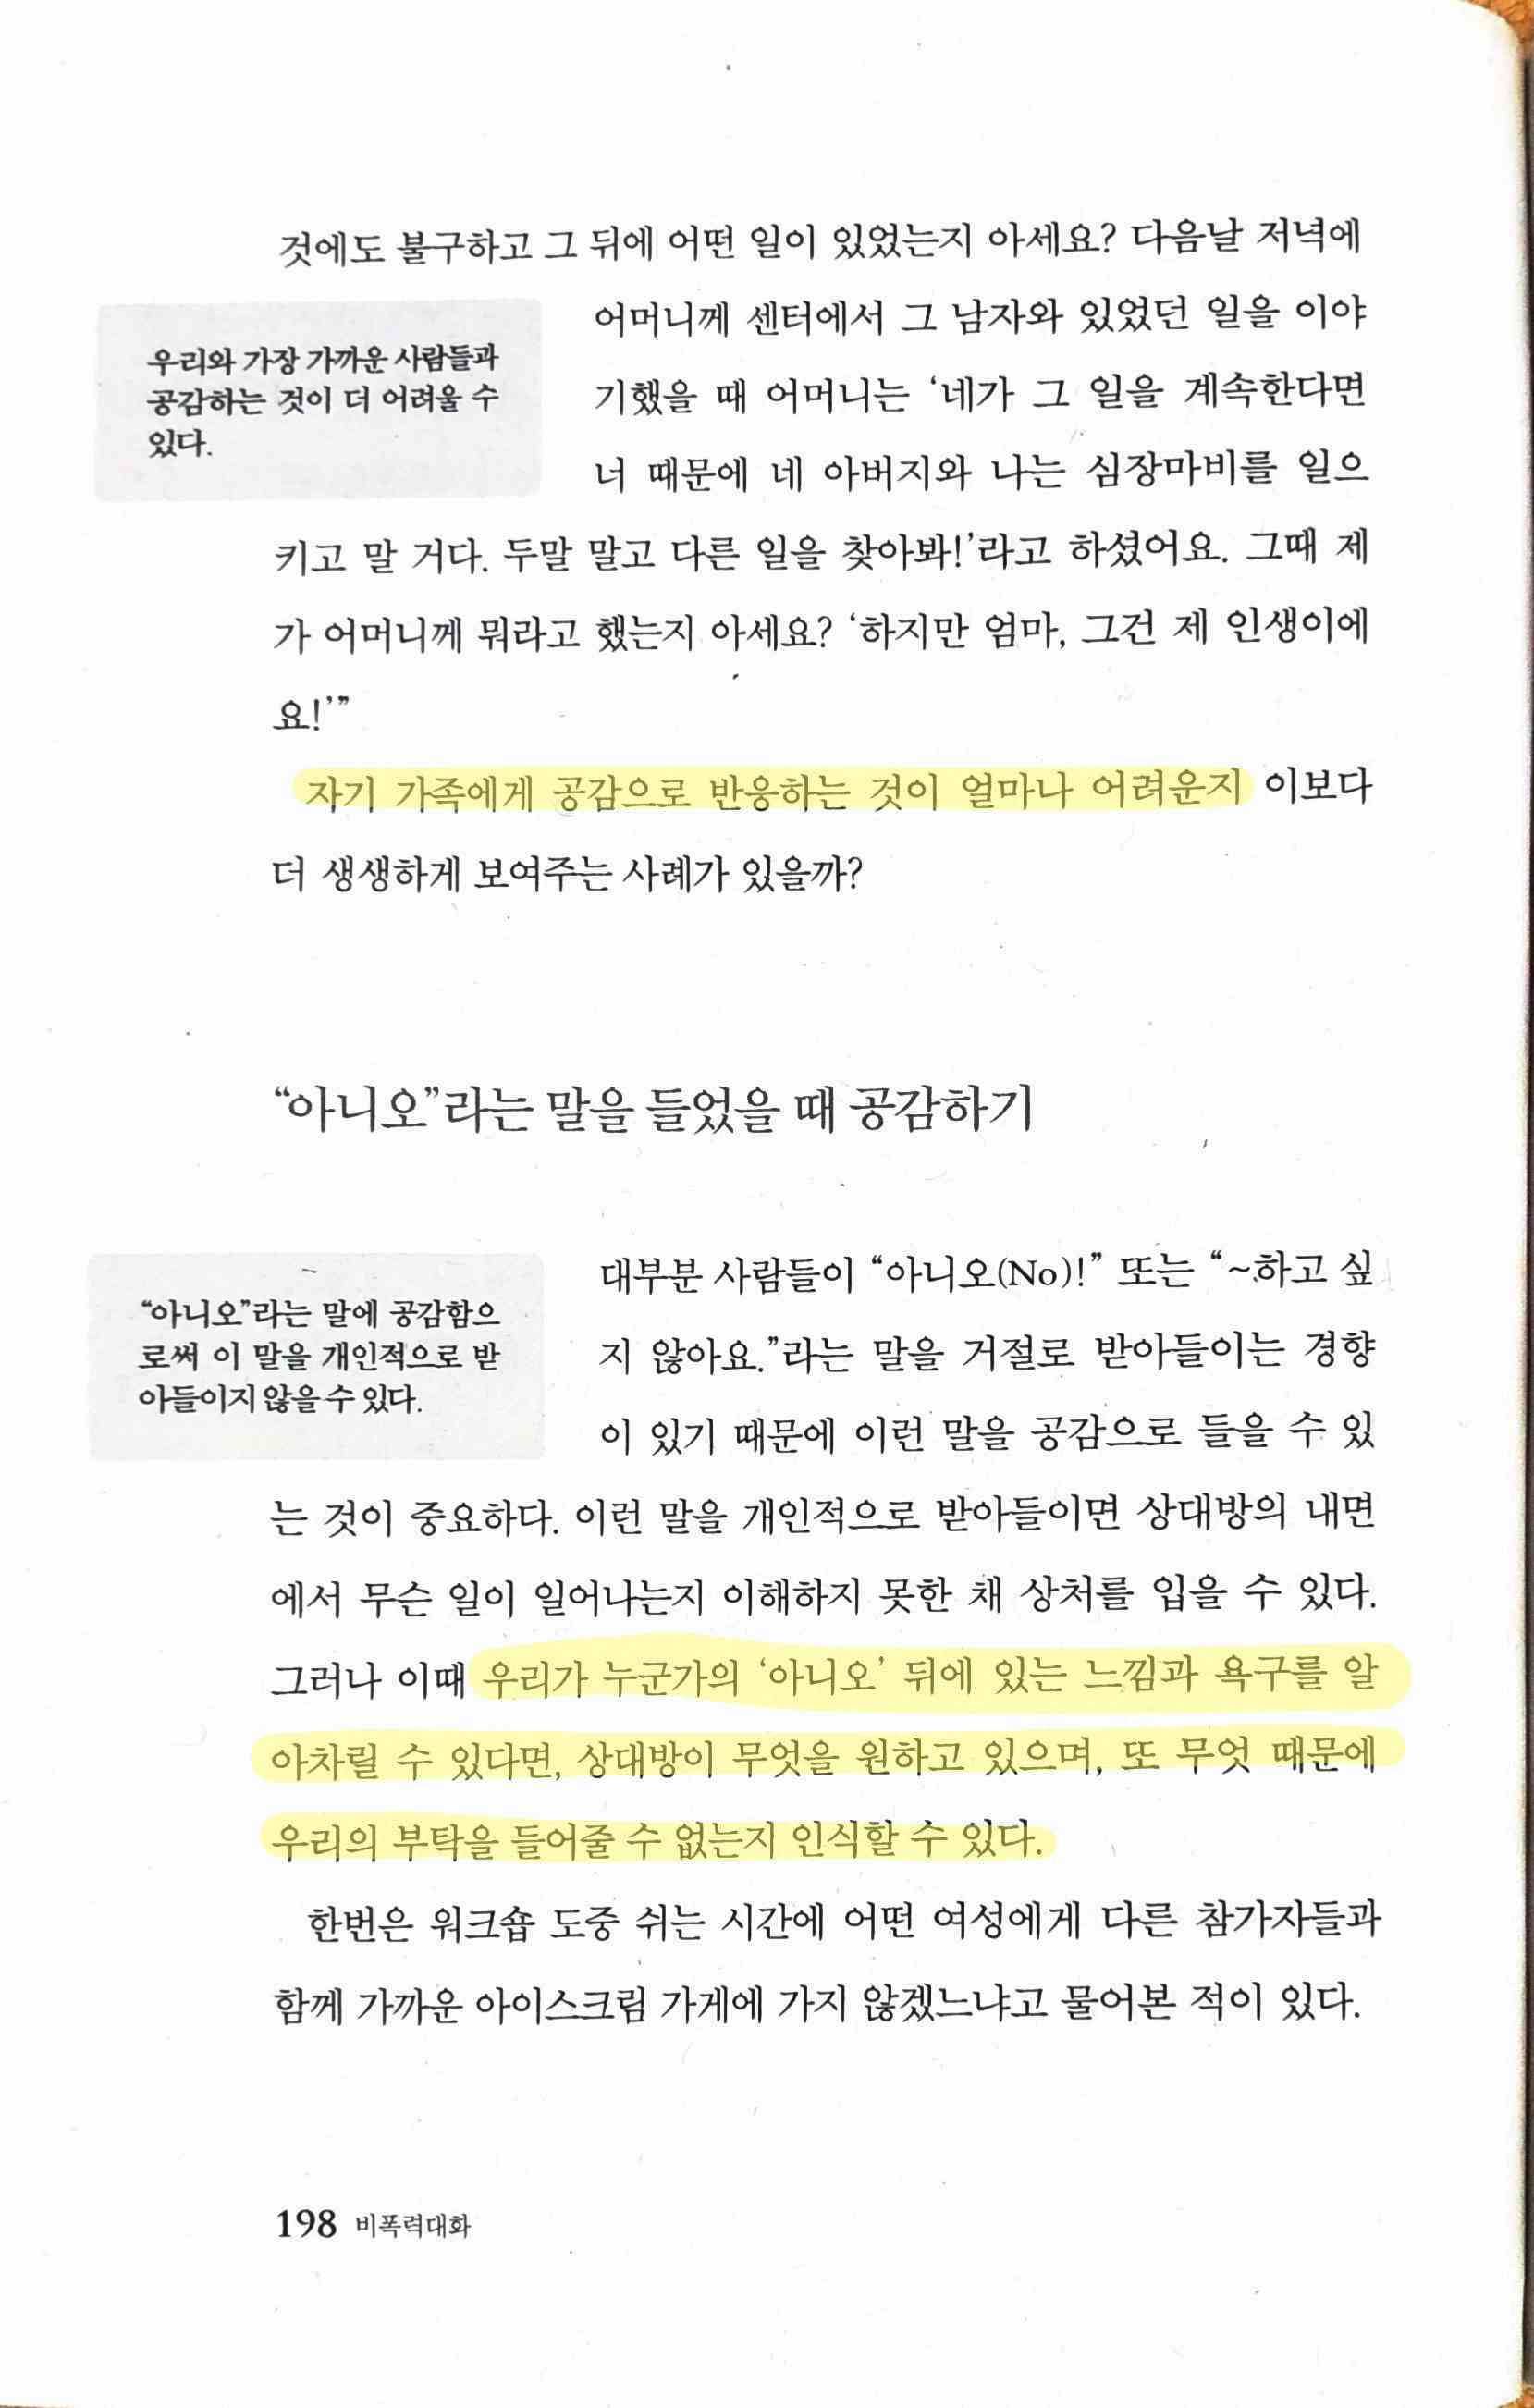 것에도 불구하고 그 뒤에 어떤 일이 있었는지 아세요? 다음날 저녁에
우리와 가장 가까운 사람들과
공감하는 것이 더 어려울 수
있다.
어머니께 센터에서 그 남자와 있었던 일을 이야
기했을 때 어머니는 ‘네가 그 일을 계속한다면
너 때문에 네 아버지와 나는 심장마비를 일으
키고 말 거다. 두말 말고 다른 일을 찾아봐!’라고 하셨어요. 그때 제
가 어머니께 뭐라고 했는지 아세요? ‘하지만 엄마, 그건 제 인생이에
요!’”
자기 가족에게 공감으로 반응하는 것이 얼마나 어려운지 이보다
더 생생하게 보여주는 사례가 있을까?
“아니오”라는 말을 들었을 때 공감하기
“아니오”라는 말에 공감함으
로써 이 말을 개인적으로 받
아들이지 않을 수 있다.
대부분 사람들이 “아니오(No)!” 또는 “~하고 싶
지 않아요.”라는 말을 거절로 받아들이는 경향
이 있기 때문에 이런 말을 공감으로 들을 수 있
는 것이 중요하다. 이런 말을 개인적으로 받아들이면 상대방의 내면
에서 무슨 일이 일어나는지 이해하지 못한 채 상처를 입을 수 있다.
그러나 이때 우리가 누군가의 ‘아니오’ 뒤에 있는 느낌과 욕구를 알
아차릴 수 있다면, 상대방이 무엇을 원하고 있으며, 또 무엇 때문에
우리의 부탁을 들어줄 수 없는지 인식할 수 있다.
한번은 워크숍 도중 쉬는 시간에 어떤 여성에게 다른 참가자들과
함께 가까운 아이스크림 가게에 가지 않겠느냐고 물어본 적이 있다.
198 비폭력대화